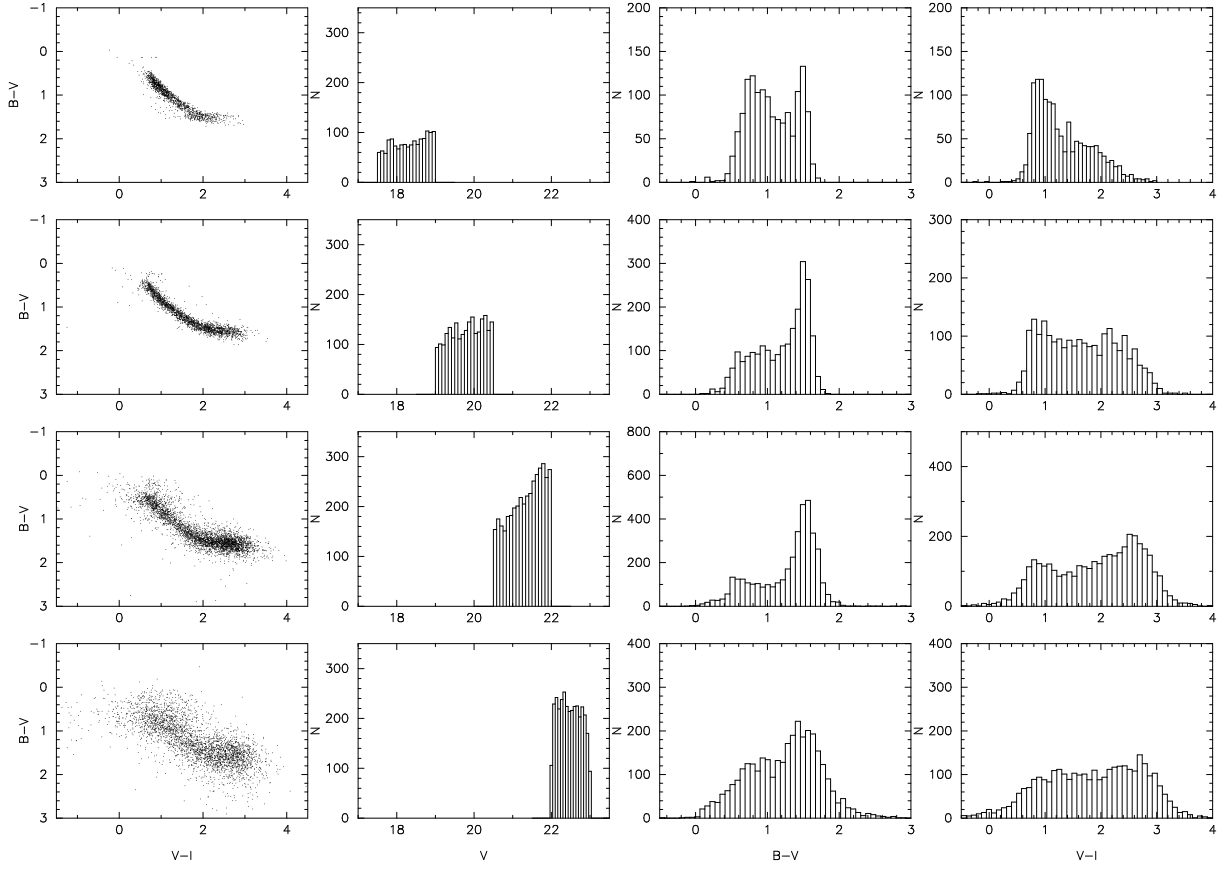 −1 0 1 2 3 B−V 0 2 4
0 100 200 300 N 18 20 22
0 50 100 150 200 N 0 1 2 3
0 50 100 150 200 N 0 1 2 3 4
−1 0 1 2 3 B−V 0 2 4
0 100 200 300 N 18 20 22
0 100 200 300 400 N 0 1 2 3
0 100 200 300 N 0 1 2 3 4
−1 0 1 2 3 B−V 0 2 4
0 100 200 300 N 18 20 22
0 200 400 600 800 N 0 1 2 3
0 200 400 N 0 1 2 3 4
−1 0 1 2 3 B−V 0 2 4
V−I
0 100 200 300 N 18 20 22
V
0 100 200 300 400 N 0 1 2 3
B−V
0 100 200 300 400 N 0 1 2 3 4
V−I